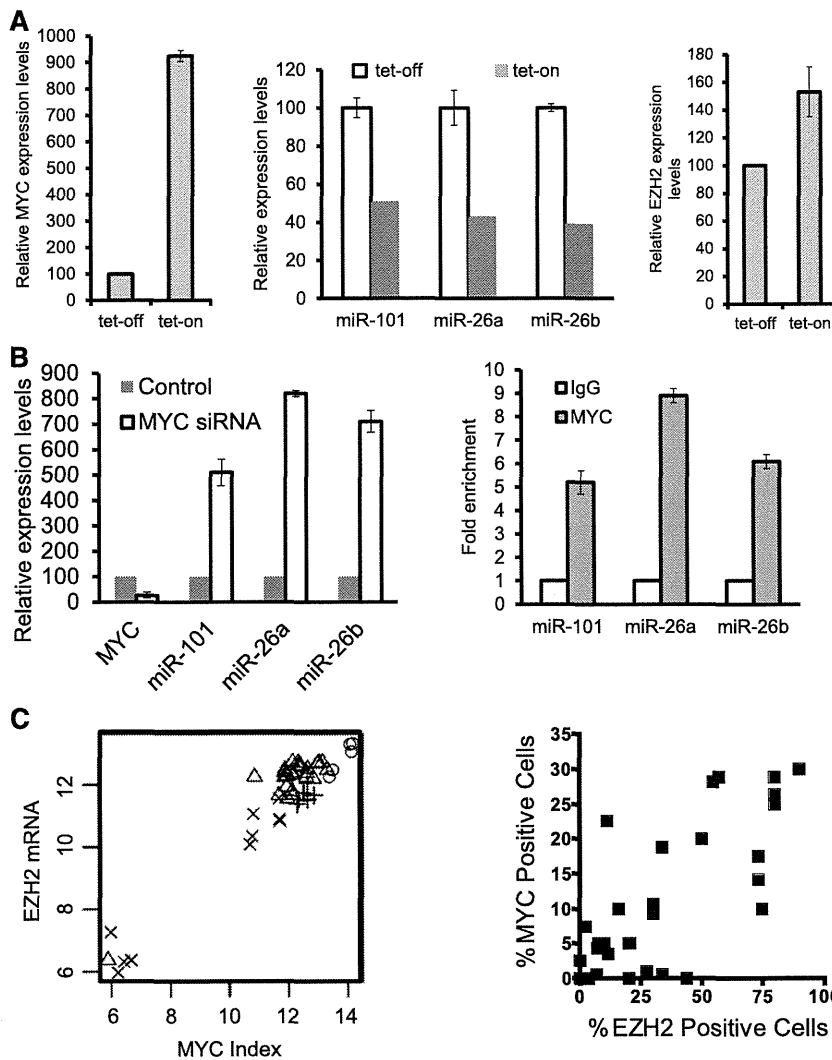 A
Relative MYC expression levels
1000
900
800
700
600
500
400
300
200
100
0
tet-off
tet-on
Relative expression levels
120
100
80
60
40
20
0
tet-off
tet-on
miR-101
miR-26a
miR-26b
Relative EZH2 expression
levels
180
160
140
120
100
80
60
40
20
0
tet-off
tet-on
B
Relative expression levels
900
800
700
600
500
400
300
200
100
0
Control
MYC siRNA
MYC
miR-101
miR-26a
miR-26b
Fold enrichment
10
9
8
7
6
5
4
3
2
1
0
IgG
MYC
miR-101
miR-26a
miR-26b
C
EZH2 mRNA
12
10
8
6
6
8
10
12
14
MYC Index
%MYC Positive Cells
35
30
25
20
15
10
5
0
0
25
50
75
100
%EZH2 Positive Cells